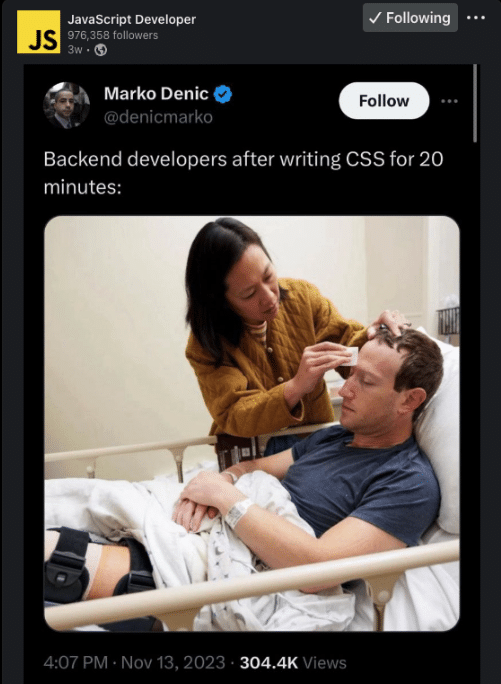 JS
JavaScript Developer
976,358 followers
3w •
✓ Following
Marko Denic
@denicmarko
Follow
Backend developers after writing CSS for 20
minutes:
4:07 PM · Nov 13, 2023 · 304.4K Views